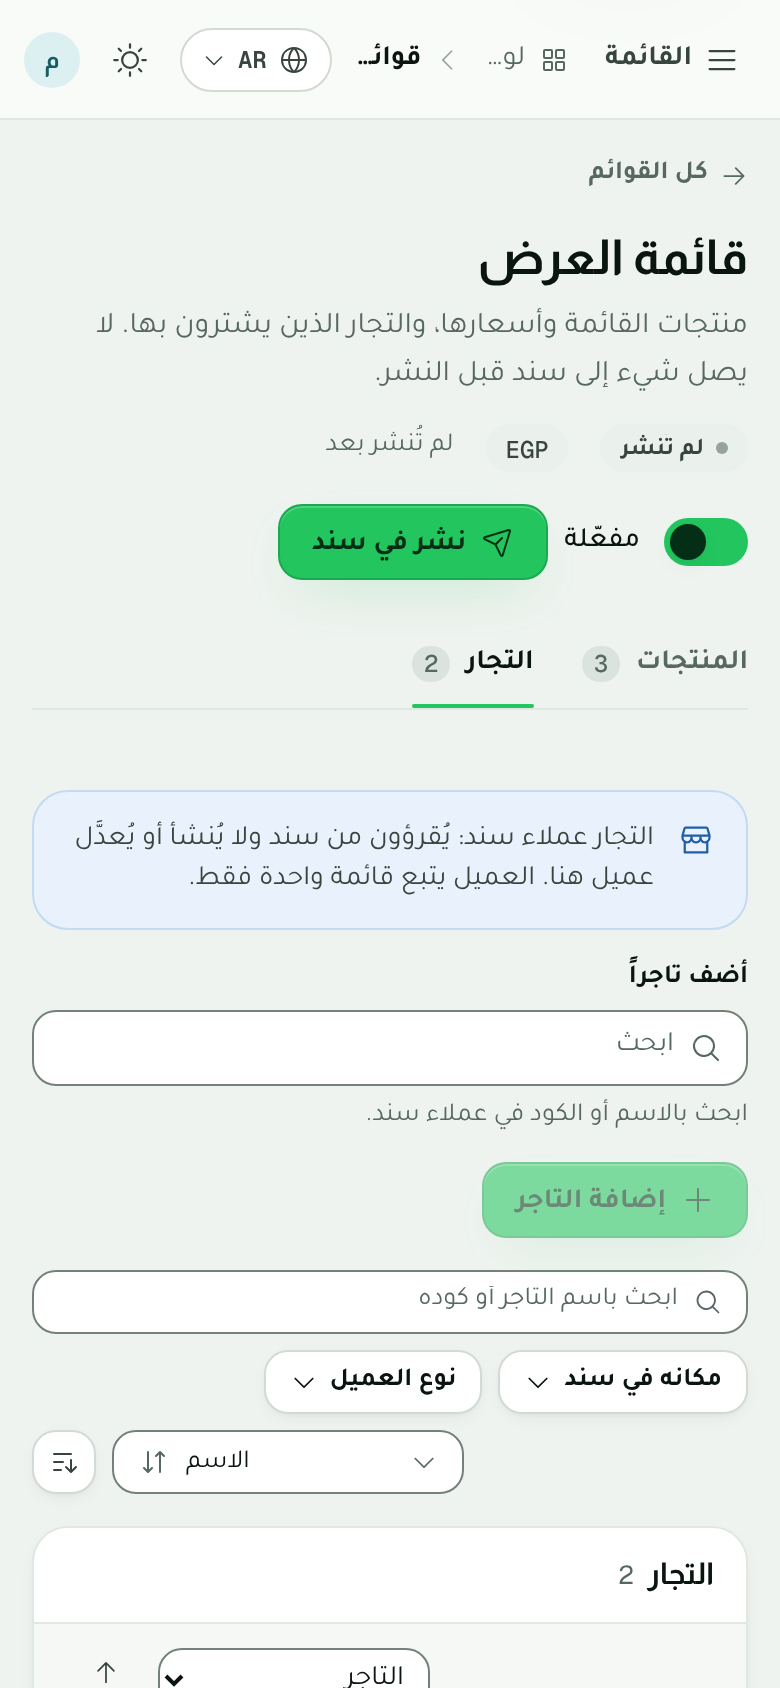 القائمة
لو...
قوائـ...
AR
م
كل القوائم
قائمة العرض
منتجات القائمة وأسعارها، والتجار الذين يشترون بها. لا
يصل شيء إلى سند قبل النشر.
لم تنشر
EGP
لم تُنشر بعد
مفعّلة
نشر في سند
المنتجات 3
التجار 2
التجار عملاء سند: يُقرؤون من سند ولا يُنشأ أو يُعدَّل
عميل هنا. العميل يتبع قائمة واحدة فقط.
أضف تاجراً
ابحث
ابحث بالاسم أو الكود في عملاء سند.
إضافة التاجر
ابحث باسم التاجر أو كوده
مكانه في سند
نوع العميل
الاسم
التجار 2
التاجر